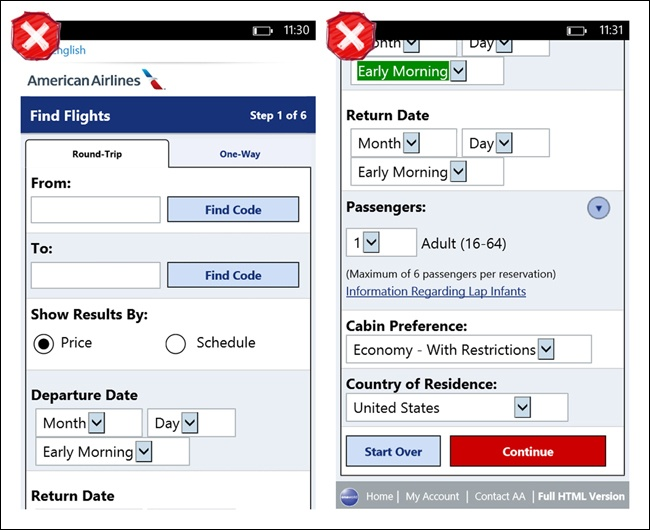 11:30
English
American Airlines
Find Flights Step 1 of 6
Round-Trip One-Way
From:
Find Code
To:
Find Code
Show Results By:
Price Schedule
Departure Date
Month Day
Early Morning
Return Date
11:31
Month Day
Early Morning
Return Date
Month Day
Early Morning
Passengers:
1 Adult (16-64)
(Maximum of 6 passengers per reservation)
Information Regarding Lap Infants
Cabin Preference:
Economy - With Restrictions
Country of Residence:
United States
Start Over Continue
Home | My Account | Contact AA | Full HTML Version